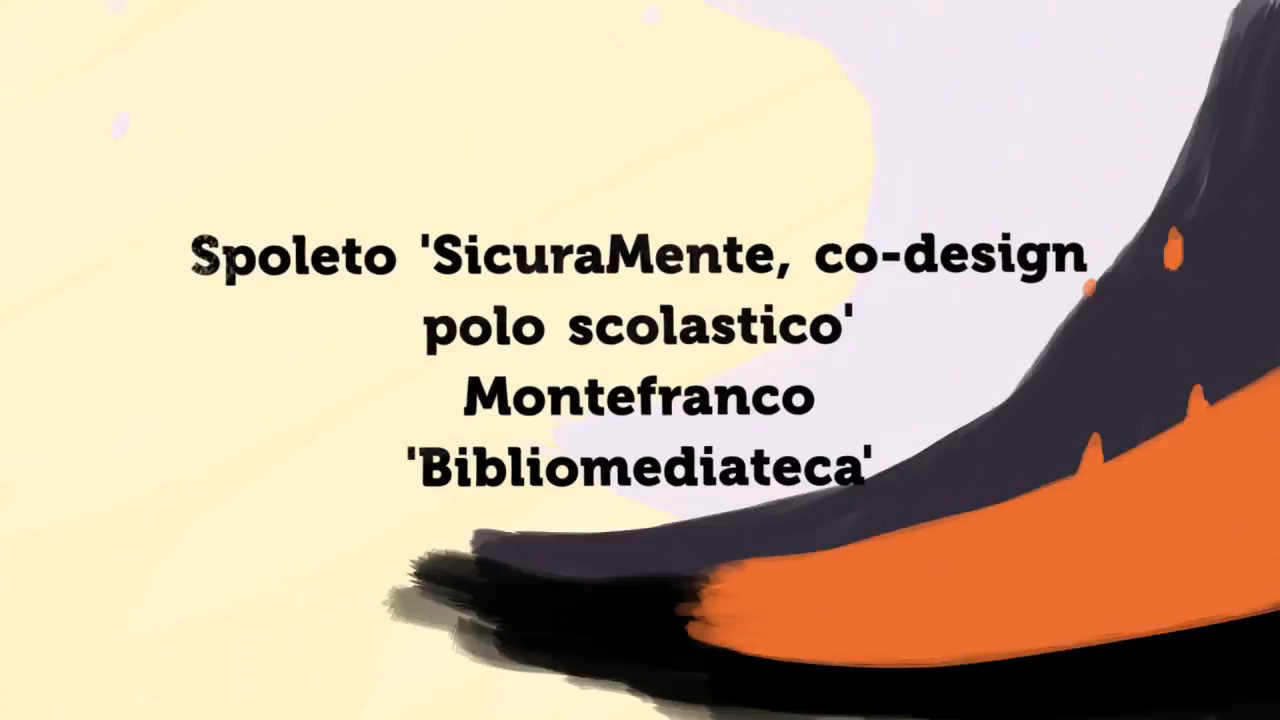 Spoleto 'SicuraMente, co-design
polo scolastico'
Montefranco
'Bibliomediateca'